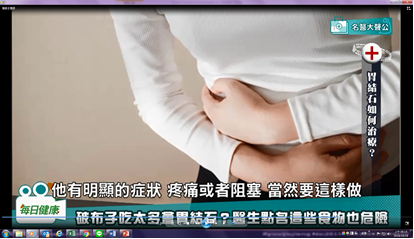 名醫大聲公
胃結石如何治療？
他有明顯的症狀 疼痛或者阻塞 當然要這樣做
每日健康
破布子吃太多釀胃結石？醫生點名這些食物也危險